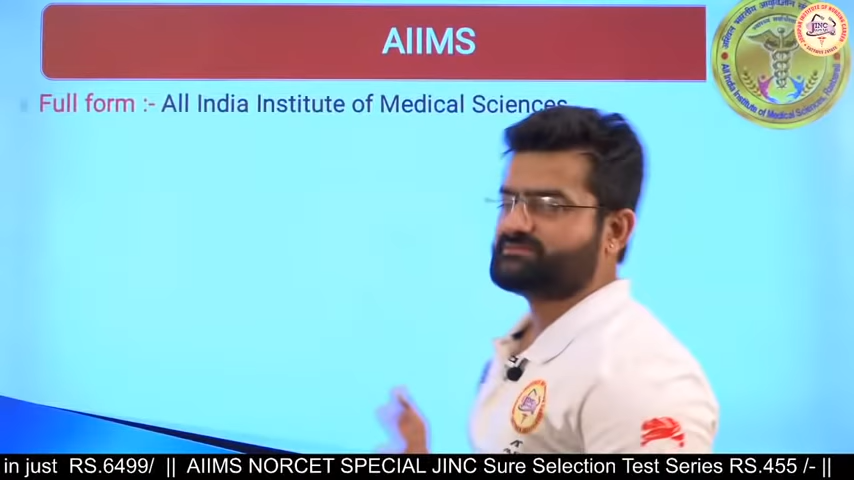 AIIMS
Full form :- All India Institute of Medical Sciences
JINC
in just RS.6499/ || AIIMS NORCET SPECIAL JINC Sure Selection Test Series RS.455 /- ||